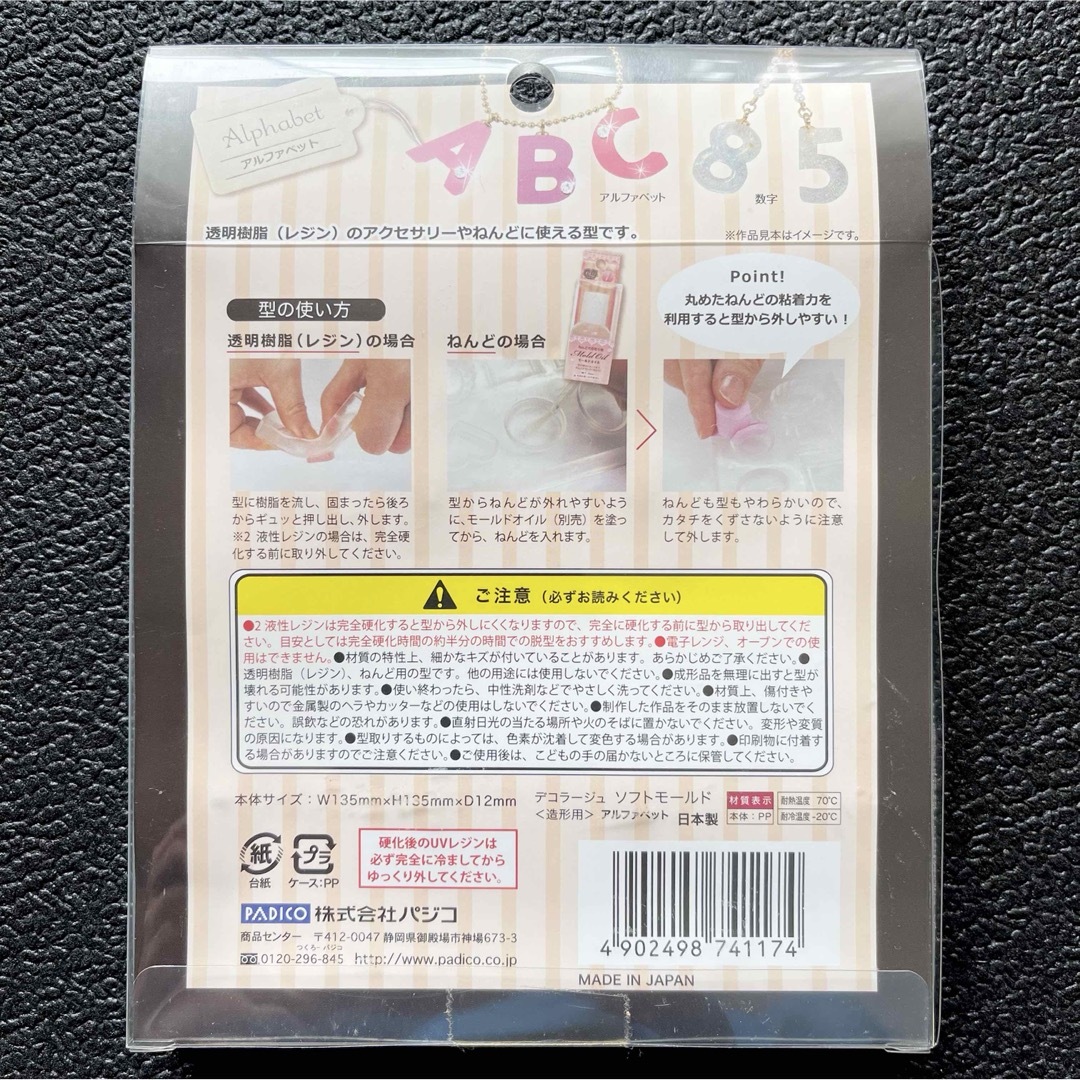 Alphabet
アルファベット
A B C
アルファベット
8 5
数字
透明樹脂（レジン）のアクセサリーやねんどに使える型です。
※作品見本はイメージです。
Point!
丸めたねんどの粘着力を
利用すると型から外しやすい！
型の使い方
透明樹脂（レジン）の場合
ねんどの場合
Mold Oil
型に樹脂を流し、固まったら後ろ
からギュッと押し出し、外します。
※2 液性レジンの場合は、完全硬
化する前に取り外してください。
型からねんどが外れやすいよう
に、モールドオイル（別売）を塗っ
てから、ねんどを入れます。
ねんども型もやわらかいので、
カタチをくずさないように注意
して外します。
ご注意（必ずお読みください）
●2 液性レジンは完全硬化すると型から外しにくくなりますので、完全に硬化する前に型から取り出してくだ
さい。目安としては完全硬化時間の約半分の時間での脱型をおすすめします。●電子レンジ、オーブンでの使
用はできません。●材質の特性上、細かなキズが付いていることがあります。あらかじめご了承ください。●
透明樹脂（レジン）、ねんど用の型です。他の用途には使用しないでください。●成形品を無理に出すと型が
壊れる可能性があります。●使い終わったら、中性洗剤などでやさしく洗ってください。●材質上、傷付きや
すいので金属製のヘラやカッターなどの使用はしないでください。●制作した作品をそのまま放置しないでく
ださい。誤飲などの恐れがあります。●直射日光の当たる場所や火のそばに置かないでください。変形や変質
の原因になります。●型取りするものによっては、色素が沈着して変色する場合があります。●印刷物に付着す
る場合がありますのでご注意ください。●ご使用後は、こどもの手の届かないところに保管してください。
本体サイズ：W135mm×H135mm×D12mm
デコラージュ ソフトモールド
＜造形用＞ アルファベット 日本製
材質表示
本体：PP
耐熱温度 70℃
耐冷温度 -20℃
紙
台紙
プラ
ケース:PP
硬化後のUVレジンは
必ず完全に冷ましてから
ゆっくり外してください。
PADICO 株式会社パジコ
商品センター 〒412-0047 静岡県御殿場市神場673-3
つくろー パジコ
0120-296-845 http://www.padico.co.jp
4 902498 741174
MADE IN JAPAN